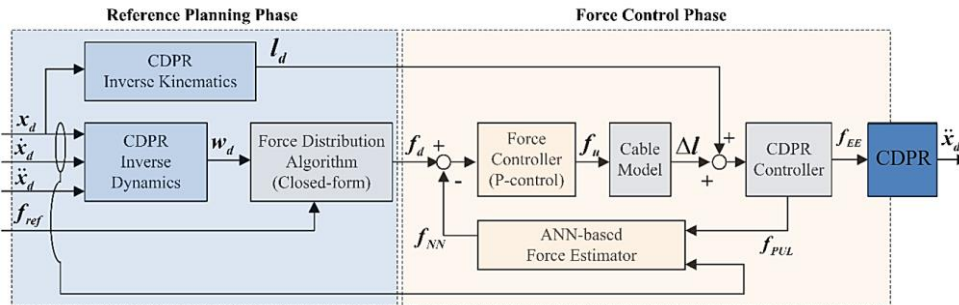 Reference Planning Phase
Force Control Phase
CDPR
Inverse Kinematics
l_d
x_d
ẋ_d
ẍ_d
f_ref
CDPR
Inverse
Dynamics
w_d
Force Distribution
Algorithm
(Closed-form)
f_d
+
-
Force
Controller
(P-control)
f_u
Cable
Model
Δl
+
+
CDPR
Controller
f_EE
CDPR
ẍ_d
f_NN
ANN-based
Force Estimator
f_PUL